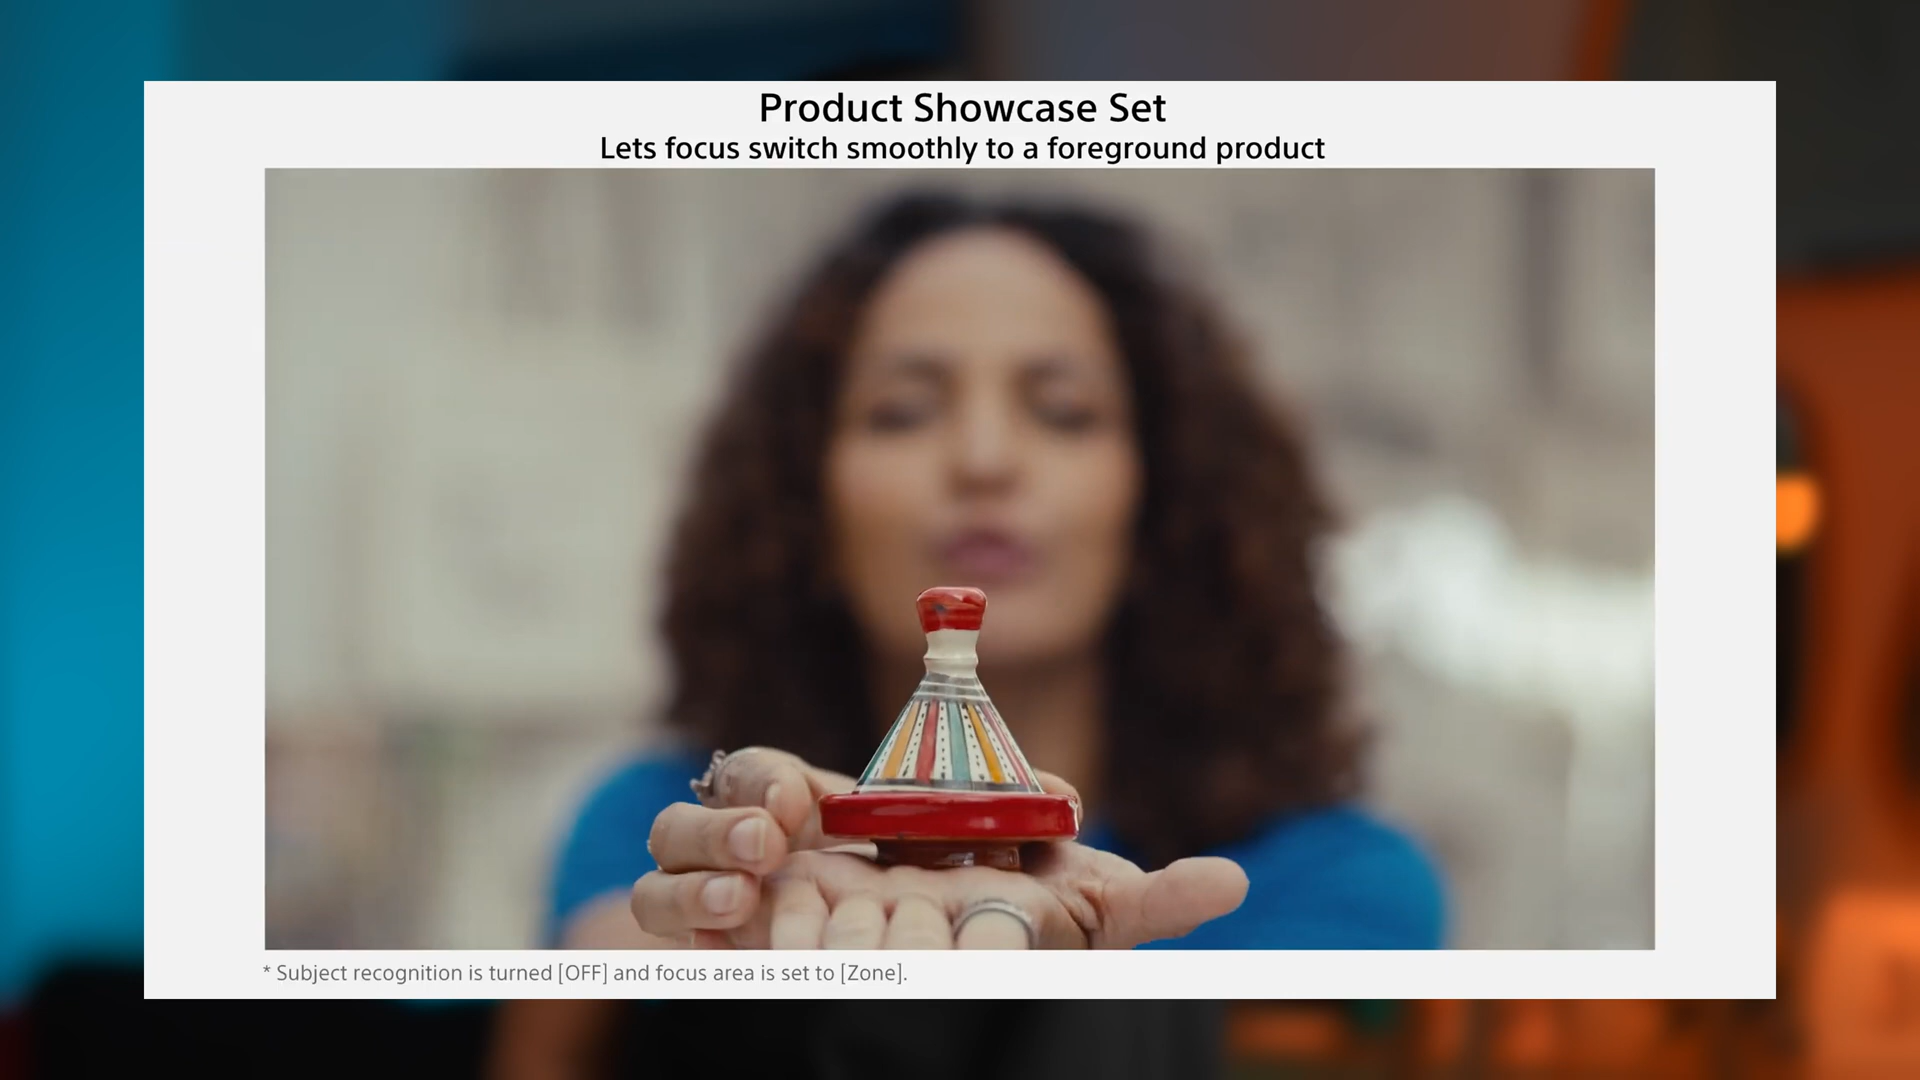 Product Showcase Set
Lets focus switch smoothly to a foreground product
* Subject recognition is turned [OFF] and focus area is set to [Zone].